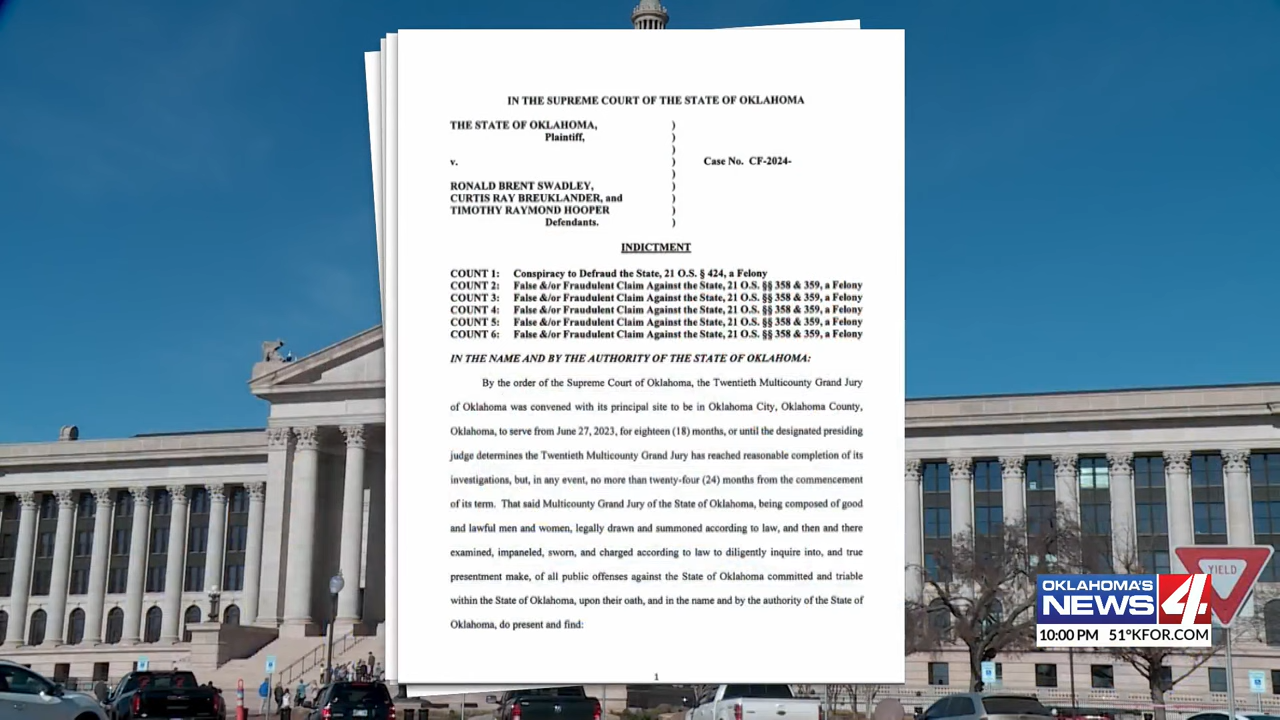 IN THE SUPREME COURT OF THE STATE OF OKLAHOMA
THE STATE OF OKLAHOMA, )
Plaintiff, )
)
v. ) Case No. CF-2024-
)
RONALD BRENT SWADLEY, )
CURTIS RAY BREUKLANDER, and )
TIMOTHY RAYMOND HOOPER )
Defendants. )
INDICTMENT
COUNT 1: Conspiracy to Defraud the State, 21 O.S. § 424, a Felony
COUNT 2: False &/or Fraudulent Claim Against the State, 21 O.S. §§ 358 & 359, a Felony
COUNT 3: False &/or Fraudulent Claim Against the State, 21 O.S. §§ 358 & 359, a Felony
COUNT 4: False &/or Fraudulent Claim Against the State, 21 O.S. §§ 358 & 359, a Felony
COUNT 5: False &/or Fraudulent Claim Against the State, 21 O.S. §§ 358 & 359, a Felony
COUNT 6: False &/or Fraudulent Claim Against the State, 21 O.S. §§ 358 & 359, a Felony
IN THE NAME AND BY THE AUTHORITY OF THE STATE OF OKLAHOMA:
By the order of the Supreme Court of Oklahoma, the Twentieth Multicounty Grand Jury
of Oklahoma was convened with its principal site to be in Oklahoma City, Oklahoma County,
Oklahoma, to serve from June 27, 2023, for eighteen (18) months, or until the designated presiding
judge determines the Twentieth Multicounty Grand Jury has reached reasonable completion of its
investigations, but, in any event, no more than twenty-four (24) months from the commencement
of its term. That said Multicounty Grand Jury of the State of Oklahoma, being composed of good
and lawful men and women, legally drawn and summoned according to law, and then and there
examined, impaneled, sworn, and charged according to law to diligently inquire into, and true
presentment make, of all public offenses against the State of Oklahoma committed and triable
within the State of Oklahoma, upon their oath, and in the name and by the authority of the State of
Oklahoma, do present and find:
1
YIELD
OKLAHOMA'S
NEWS 4
10:00 PM 51° KFOR.COM